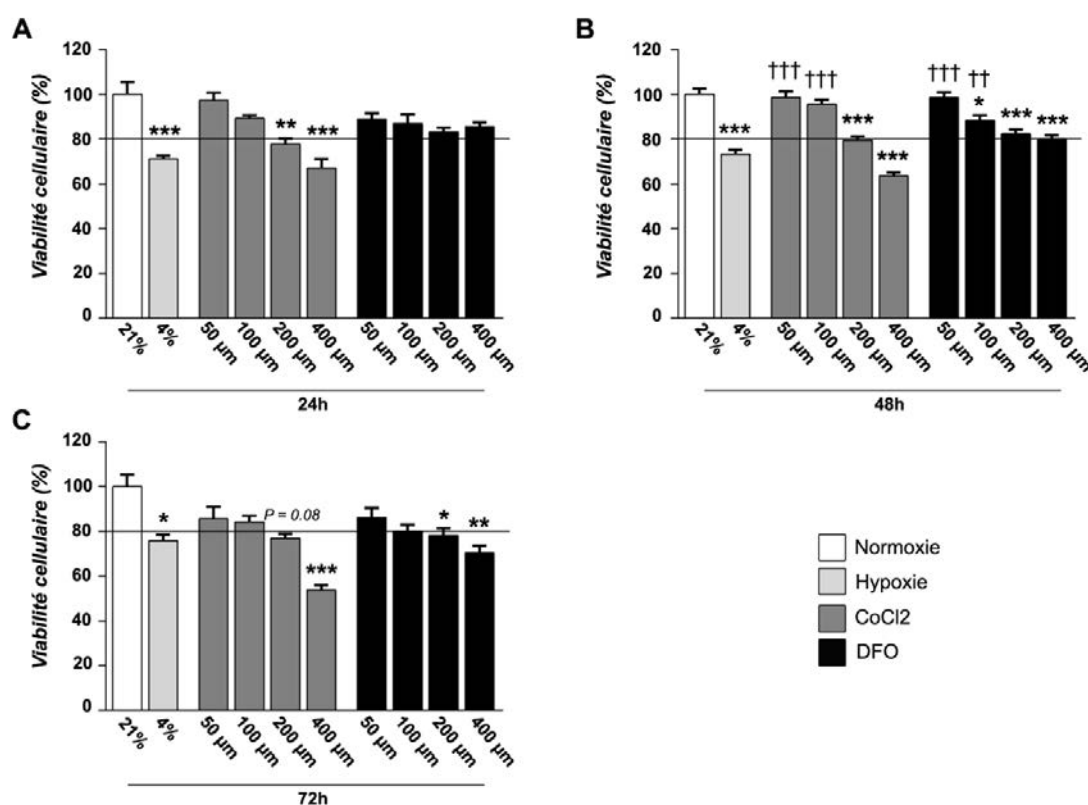 A
Viabilité cellulaire (%)
120
100
80
60
40
20
0
***
**
***
21%
4%
50 µm
100 µm
200 µm
400 µm
50 µm
100 µm
200 µm
400 µm
24h
B
Viabilité cellulaire (%)
120
100
80
60
40
20
0
***
†††
†††
***
***
†††
††
*
***
***
21%
4%
50 µm
100 µm
200 µm
400 µm
50 µm
100 µm
200 µm
400 µm
48h
C
Viabilité cellulaire (%)
120
100
80
60
40
20
0
*
P = 0.08
***
*
**
21%
4%
50 µm
100 µm
200 µm
400 µm
50 µm
100 µm
200 µm
400 µm
72h
Normoxie
Hypoxie
CoCl2
DFO